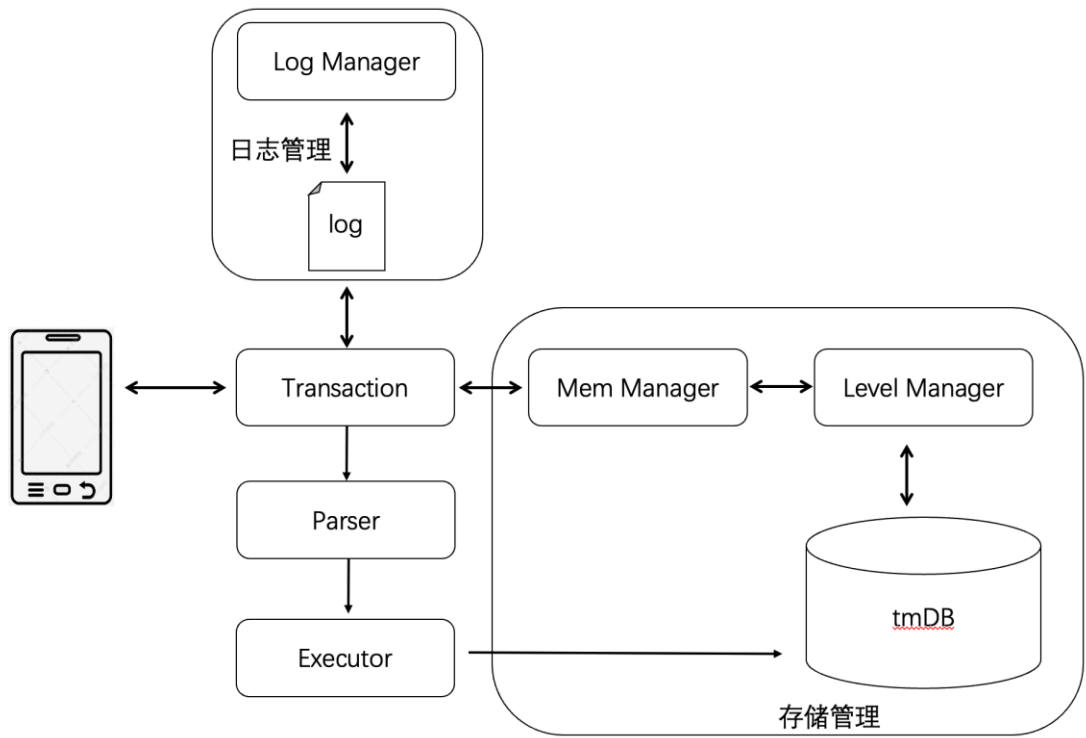 Log Manager
日志管理
log
Transaction
Mem Manager
Level Manager
Parser
tmDB
Executor
存储管理